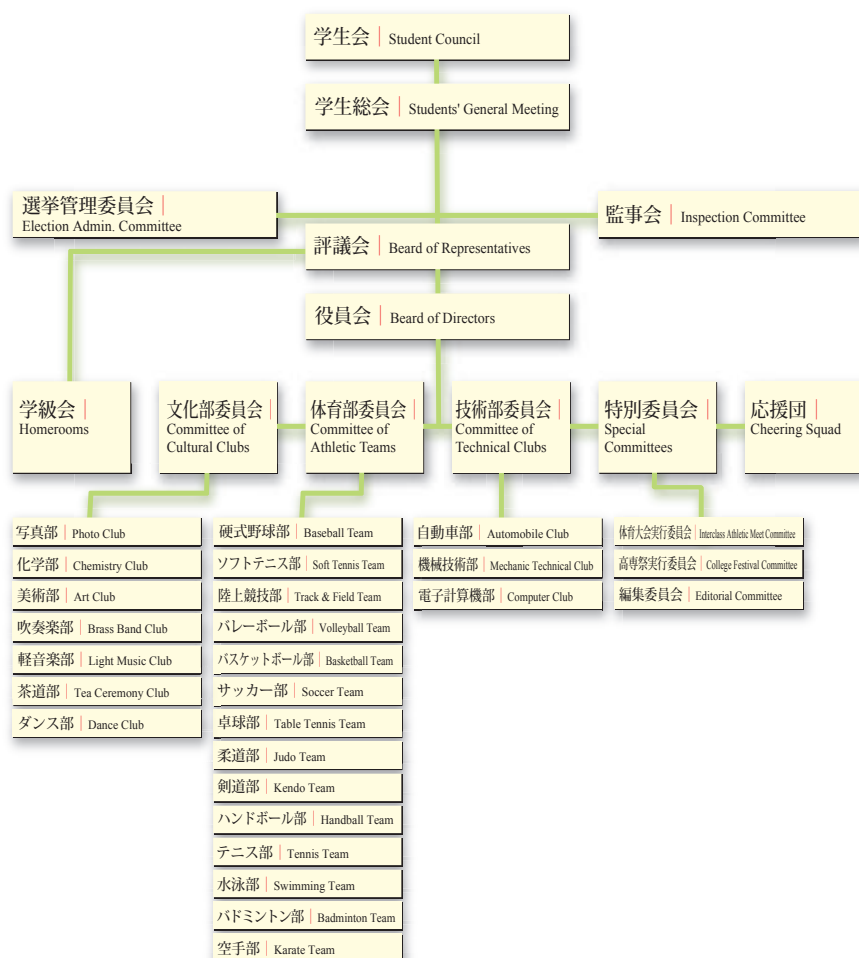 学生会 | Student Council
学生総会 | Students' General Meeting
選挙管理委員会 |
Election Admin. Committee
監事会 | Inspection Committee
評議会 | Beard of Representatives
役員会 | Beard of Directors
学級会 |
Homerooms
文化部委員会 |
Committee of
Cultural Clubs
体育部委員会 |
Committee of
Athletic Teams
技術部委員会 |
Committee of
Technical Clubs
特別委員会 |
Special
Committees
応援団 |
Cheering Squad
写真部 | Photo Club
化学部 | Chemistry Club
美術部 | Art Club
吹奏楽部 | Brass Band Club
軽音楽部 | Light Music Club
茶道部 | Tea Ceremony Club
ダンス部 | Dance Club
硬式野球部 | Baseball Team
ソフトテニス部 | Soft Tennis Team
陸上競技部 | Track & Field Team
バレーボール部 | Volleyball Team
バスケットボール部 | Basketball Team
サッカー部 | Soccer Team
卓球部 | Table Tennis Team
柔道部 | Judo Team
剣道部 | Kendo Team
ハンドボール部 | Handball Team
テニス部 | Tennis Team
水泳部 | Swimming Team
バドミントン部 | Badminton Team
空手部 | Karate Team
自動車部 | Automobile Club
機械技術部 | Mechanic Technical Club
電子計算機部 | Computer Club
体育大会実行委員会 | Interclass Athletic Meet Committee
高専祭実行委員会 | College Festival Committee
編集委員会 | Editorial Committee